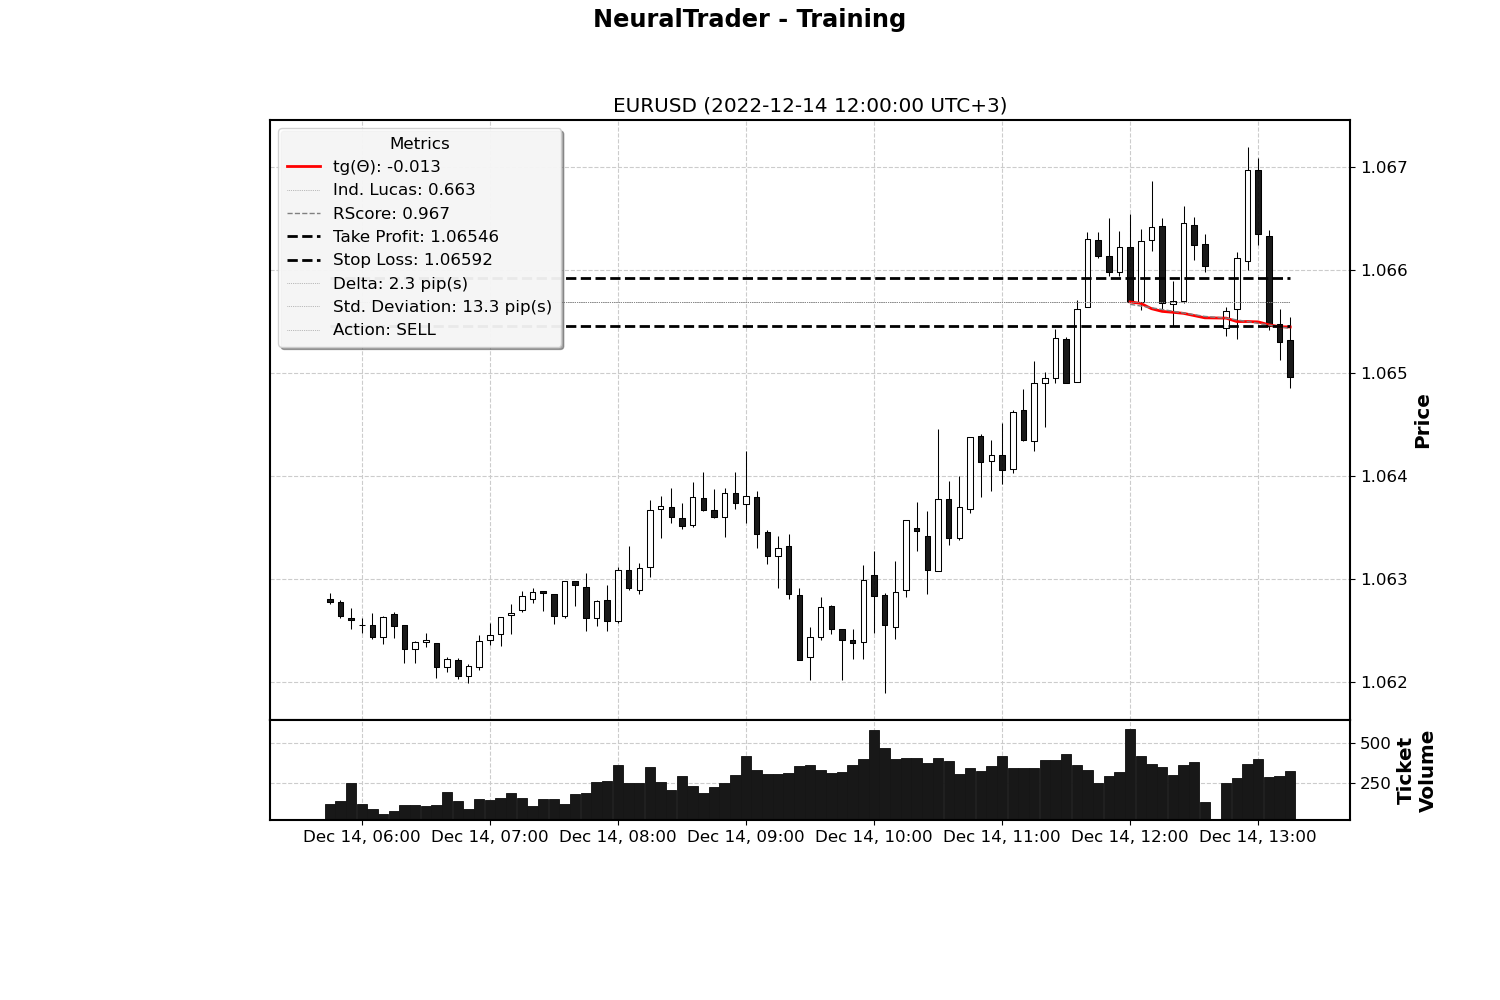 NeuralTrader - Training
EURUSD (2022-12-14 12:00:00 UTC+3)
Metrics
tg(Θ): -0.013
Ind. Lucas: 0.663
RScore: 0.967
Take Profit: 1.06546
Stop Loss: 1.06592
Delta: 2.3 pip(s)
Std. Deviation: 13.3 pip(s)
Action: SELL
1.067
1.066
1.065
1.064
1.063
1.062
Price
500
250
Ticket
Volume
Dec 14, 06:00
Dec 14, 07:00
Dec 14, 08:00
Dec 14, 09:00
Dec 14, 10:00
Dec 14, 11:00
Dec 14, 12:00
Dec 14, 13:00